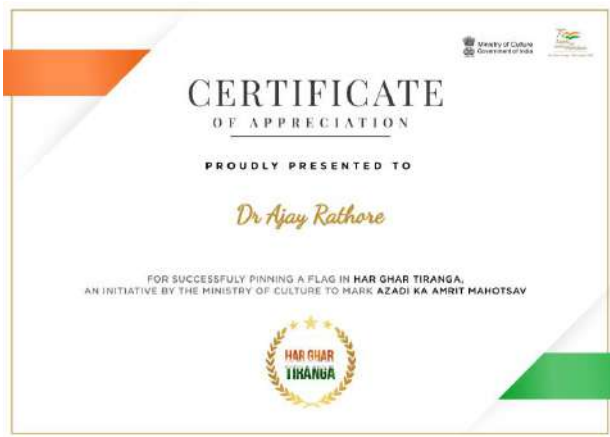 Ministry of Culture
Government of India
CERTIFICATE
OF APPRECIATION
PROUDLY PRESENTED TO
Dr Ajay Rathore
FOR SUCCESSFULY PINNING A FLAG IN HAR GHAR TIRANGA,
AN INITIATIVE BY THE MINISTRY OF CULTURE TO MARK AZADI KA AMRIT MAHOTSAV
HAR GHAR
TIRANGA